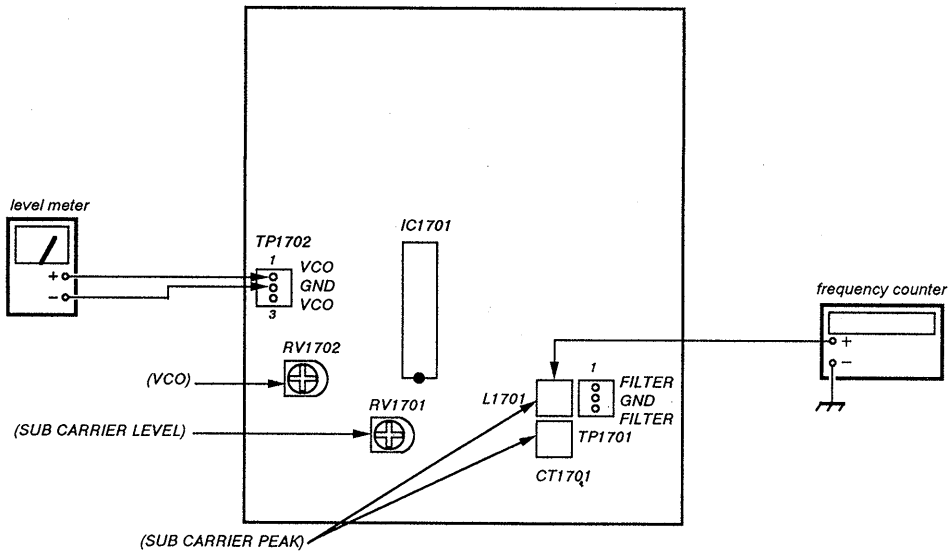 level meter
+
−
TP1702
1
VCO
GND
VCO
3
IC1701
RV1702
(VCO)
RV1701
(SUB CARRIER LEVEL)
frequency counter
+
−
L1701
1
FILTER
GND
FILTER
TP1701
CT1701
(SUB CARRIER PEAK)